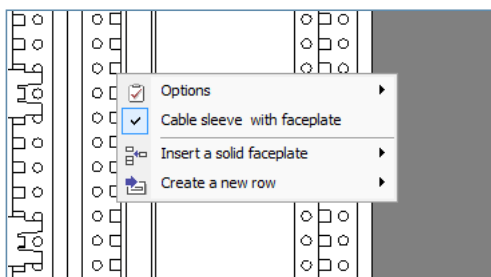 Options
Cable sleeve with faceplate
Insert a solid faceplate
Create a new row